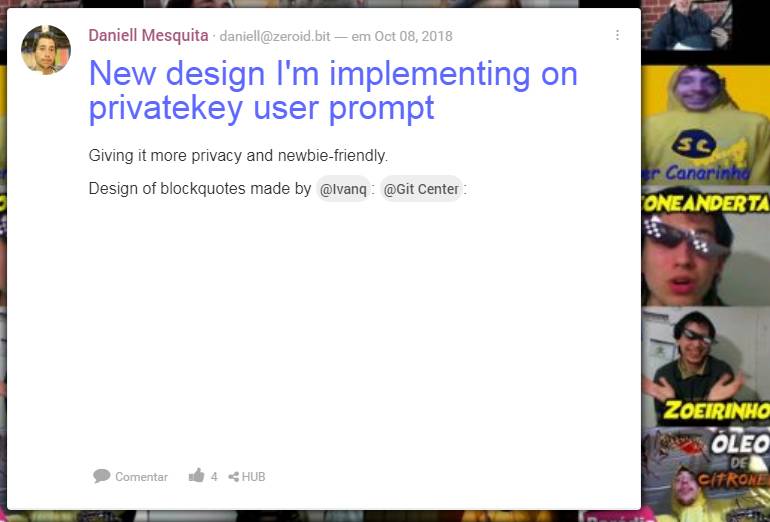 Daniell Mesquita · daniell@zeroid.bit — em Oct 08, 2018
New design I'm implementing on
privatekey user prompt
Giving it more privacy and newbie-friendly.
Design of blockquotes made by @Ivanq : @Git Center :
Comentar 4 HUB
SC
er Canarinho
ONEANDERTA
ZOEIRINHO
ÓLEO
DE
CITRONE